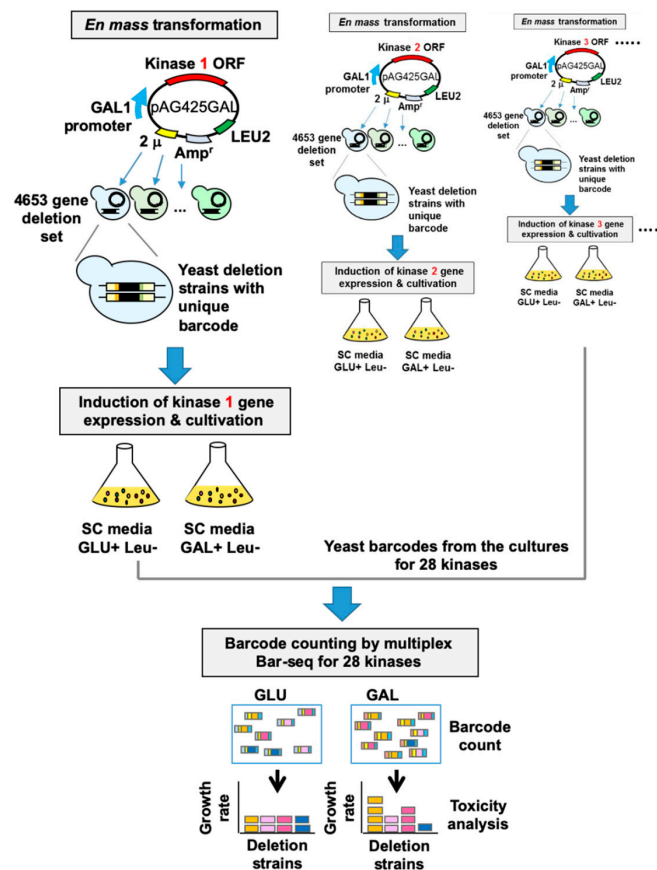 En mass transformation
Kinase 1 ORF
GAL1
promoter
pAG425GAL
LEU2
2 μ
Ampʳ
4653 gene
deletion
set
...
Yeast deletion
strains with
unique
barcode
Induction of kinase 1 gene
expression & cultivation
SC media
GLU+ Leu-
SC media
GAL+ Leu-
En mass transformation
Kinase 2 ORF
GAL1
promoter
pAG425GAL
LEU2
2 μ
Ampʳ
4653 gene
deletion
set
...
Yeast deletion
strains with
unique
barcode
Induction of kinase 2 gene
expression & cultivation
SC media
GLU+ Leu-
SC media
GAL+ Leu-
En mass transformation
Kinase 3 ORF
.....
GAL1
promoter
pAG425GAL
LEU2
2 μ
Ampʳ
4653 gene
deletion
set
...
Yeast deletion
strains with
unique
barcode
Induction of kinase 3 gene
expression & cultivation
....
SC media
GLU+ Leu-
SC media
GAL+ Leu-
Yeast barcodes from the cultures
for 28 kinases
Barcode counting by multiplex
Bar-seq for 28 kinases
GLU
GAL
Barcode
count
Growth
rate
Deletion
strains
Growth
rate
Deletion
strains
Toxicity
analysis